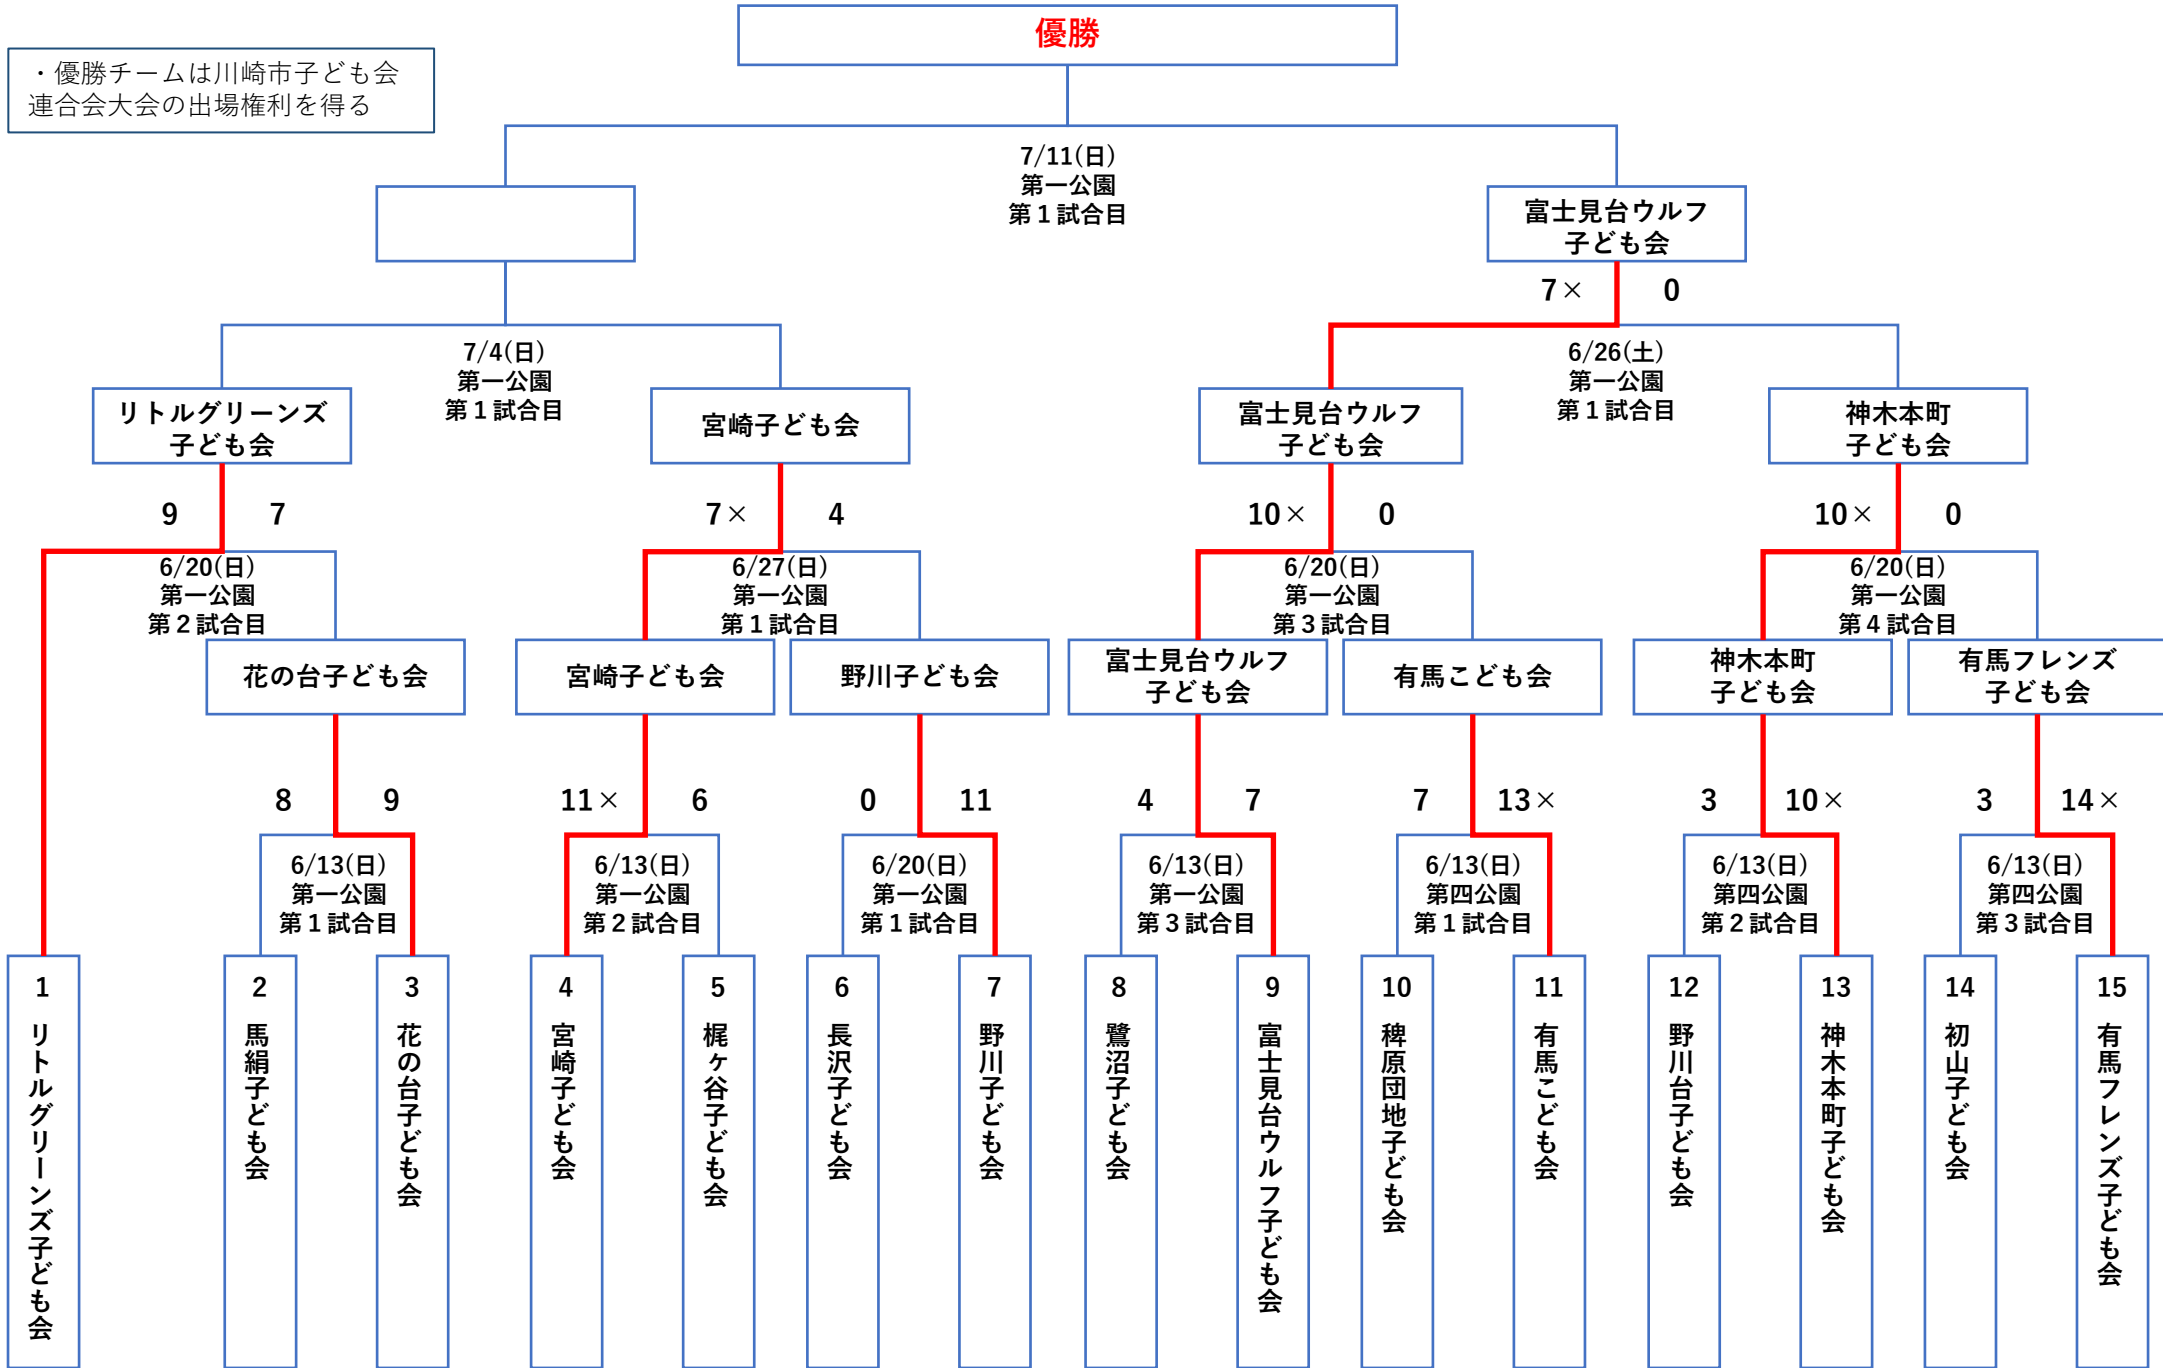 優勝
・優勝チームは川崎市子ども会
連合会大会の出場権利を得る
7/11(日)
第一公園
第1試合目
富士見台ウルフ
子ども会
7× 0
7/4(日)
第一公園
第1試合目
6/26(土)
第一公園
第1試合目
リトルグリーンズ
子ども会
宮崎子ども会
富士見台ウルフ
子ども会
神木本町
子ども会
9 7
7× 4
10× 0
10× 0
6/20(日)
第一公園
第2試合目
6/27(日)
第一公園
第1試合目
6/20(日)
第一公園
第3試合目
6/20(日)
第一公園
第4試合目
花の台子ども会
宮崎子ども会
野川子ども会
富士見台ウルフ
子ども会
有馬こども会
神木本町
子ども会
有馬フレンズ
子ども会
8 9
11× 6
0 11
4 7
7 13×
3 10×
3 14×
6/13(日)
第一公園
第1試合目
6/13(日)
第一公園
第2試合目
6/20(日)
第一公園
第1試合目
6/13(日)
第一公園
第3試合目
6/13(日)
第四公園
第1試合目
6/13(日)
第四公園
第2試合目
6/13(日)
第四公園
第3試合目
1
リトルグリーンズ子ども会
2
馬絹子ども会
3
花の台子ども会
4
宮崎子ども会
5
梶ヶ谷子ども会
6
長沢子ども会
7
野川子ども会
8
鷺沼子ども会
9
富士見台ウルフ子ども会
10
稗原団地子ども会
11
有馬こども会
12
野川台子ども会
13
神木本町子ども会
14
初山子ども会
15
有馬フレンズ子ども会